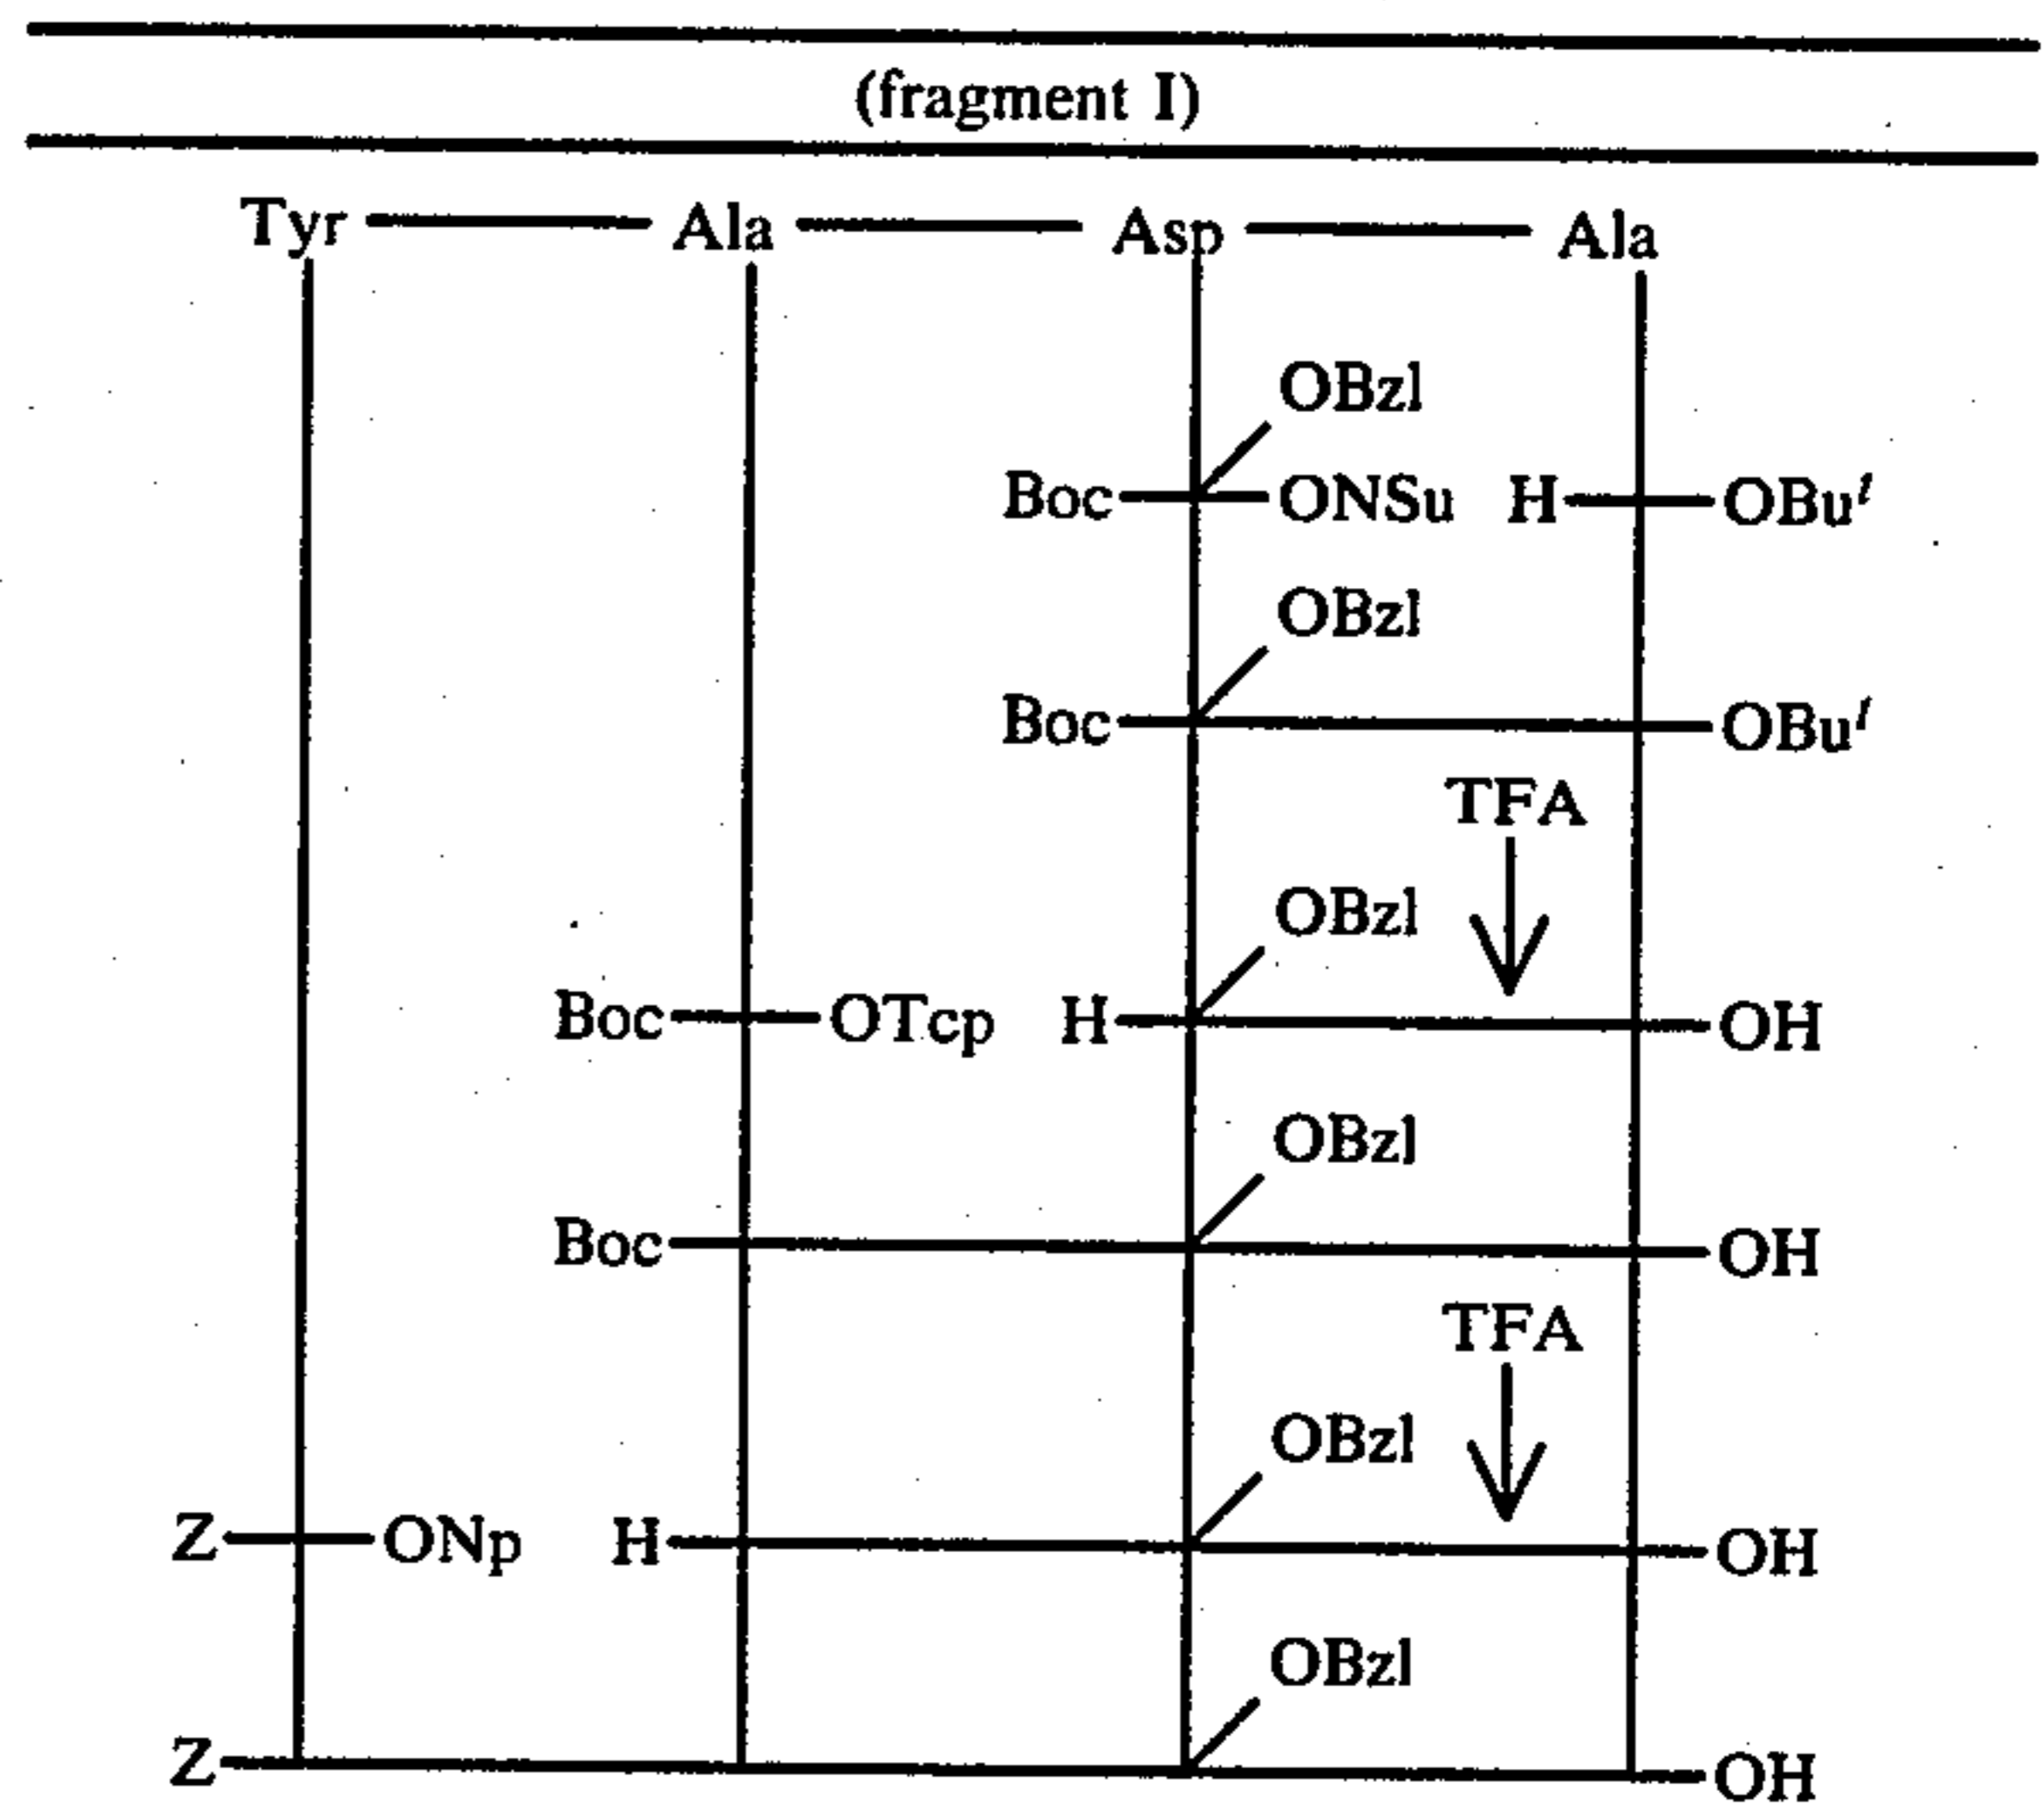 (fragment I)
Tyr Ala Asp Ala
OBzl
Boc ONSu H OBuᵗ
OBzl
Boc OBuᵗ
TFA
OBzl
Boc OTcp H OH
OBzl
Boc OH
TFA
OBzl
Z ONp H OH
OBzl
Z OH